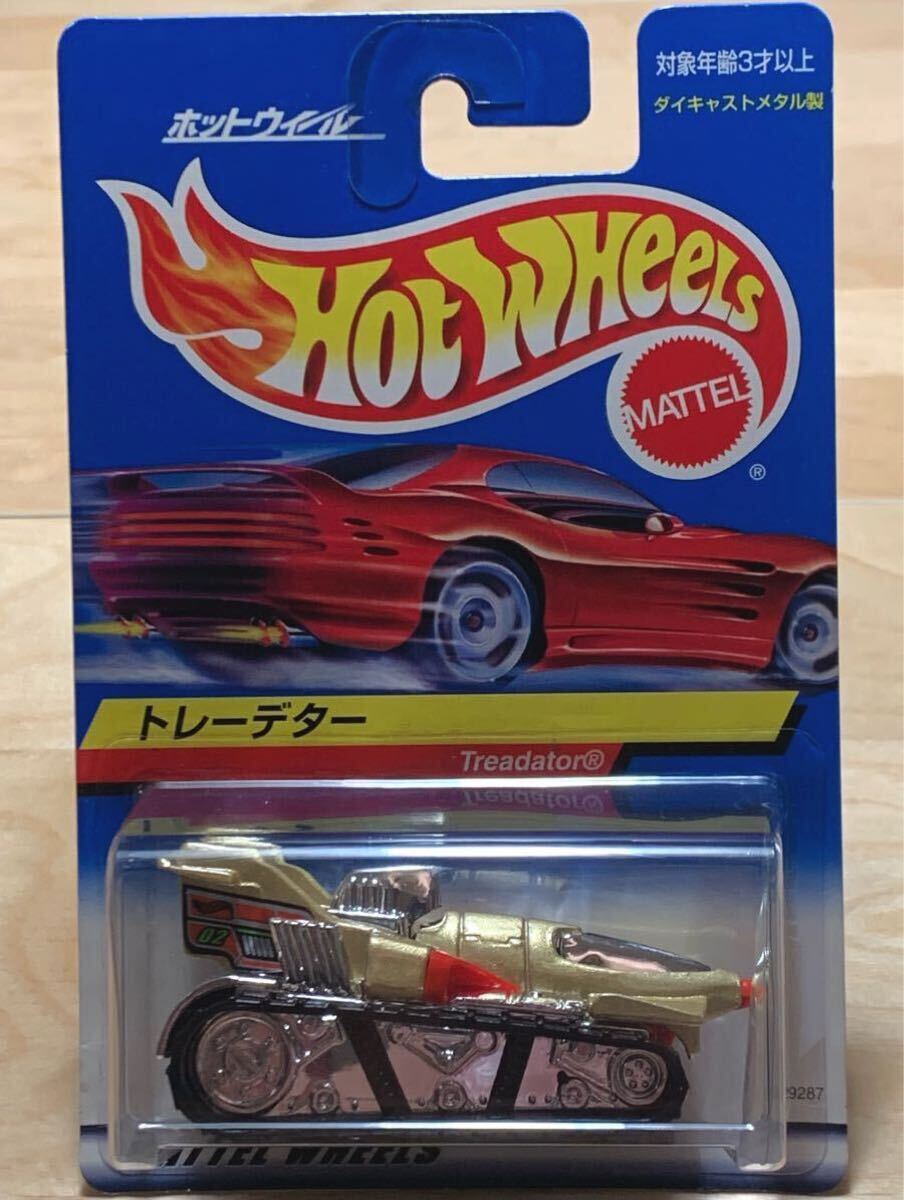 ホットウィール
対象年齢3才以上
ダイキャストメタル製
HOT WHEELS
MATTEL
®
トレーデター
Treadator®
02
29287
WHEELS